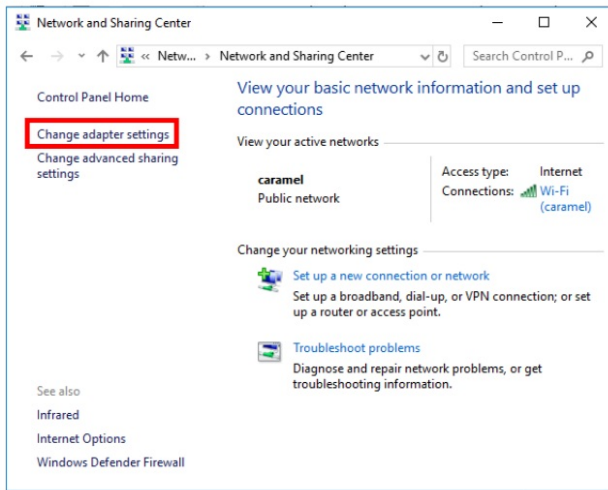 Network and Sharing Center
« Netw... > Network and Sharing Center
Search Control P...
Control Panel Home
Change adapter settings
Change advanced sharing
settings
View your basic network information and set up
connections
View your active networks
caramel
Public network
Access type: Internet
Connections: Wi-Fi
(caramel)
Change your networking settings
Set up a new connection or network
Set up a broadband, dial-up, or VPN connection; or set
up a router or access point.
Troubleshoot problems
Diagnose and repair network problems, or get
troubleshooting information.
See also
Infrared
Internet Options
Windows Defender Firewall